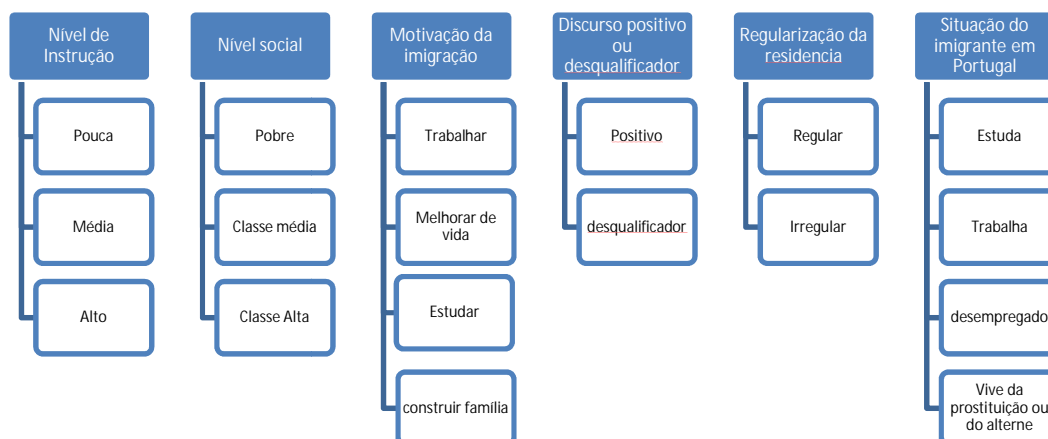 Nível de
Instrução
Pouca
Média
Alto
Nível social
Pobre
Classe média
Classe Alta
Motivação da
imigração
Trabalhar
Melhorar de
vida
Estudar
construir família
Discurso positivo
ou
desqualificador
Positivo
desqualificador
Regularização da
residencia
Regular
Irregular
Situação do
imigrante em
Portugal
Estuda
Trabalha
desempregado
Vive da
prostituição ou
do alterne